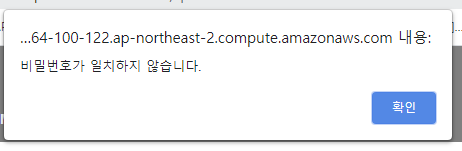 ...64-100-122.ap-northeast-2.compute.amazonaws.com 내용:
비밀번호가 일치하지 않습니다.
확인